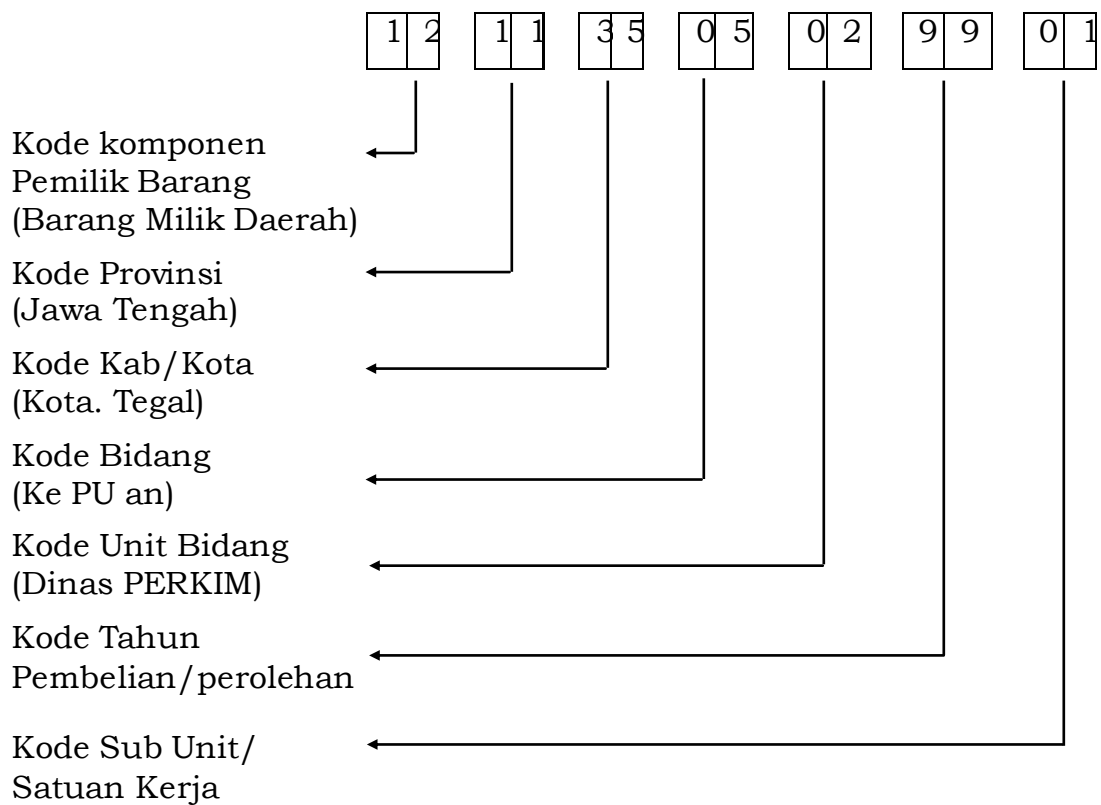 1 2 1 1 3 5 0 5 0 2 9 9 0 1
Kode komponen
Pemilik Barang
(Barang Milik Daerah)
Kode Provinsi
(Jawa Tengah)
Kode Kab/Kota
(Kota. Tegal)
Kode Bidang
(Ke PU an)
Kode Unit Bidang
(Dinas PERKIM)
Kode Tahun
Pembelian/perolehan
Kode Sub Unit/
Satuan Kerja